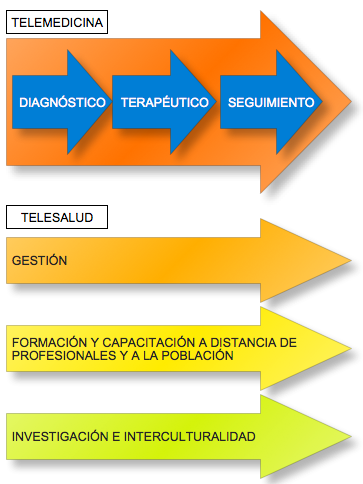 TELEMEDICINA
DIAGNÓSTICO
TERAPÉUTICO
SEGUIMIENTO
TELESALUD
GESTIÓN
FORMACIÓN Y CAPACITACIÓN A DISTANCIA DE
PROFESIONALES Y A LA POBLACIÓN
INVESTIGACIÓN E INTERCULTURALIDAD